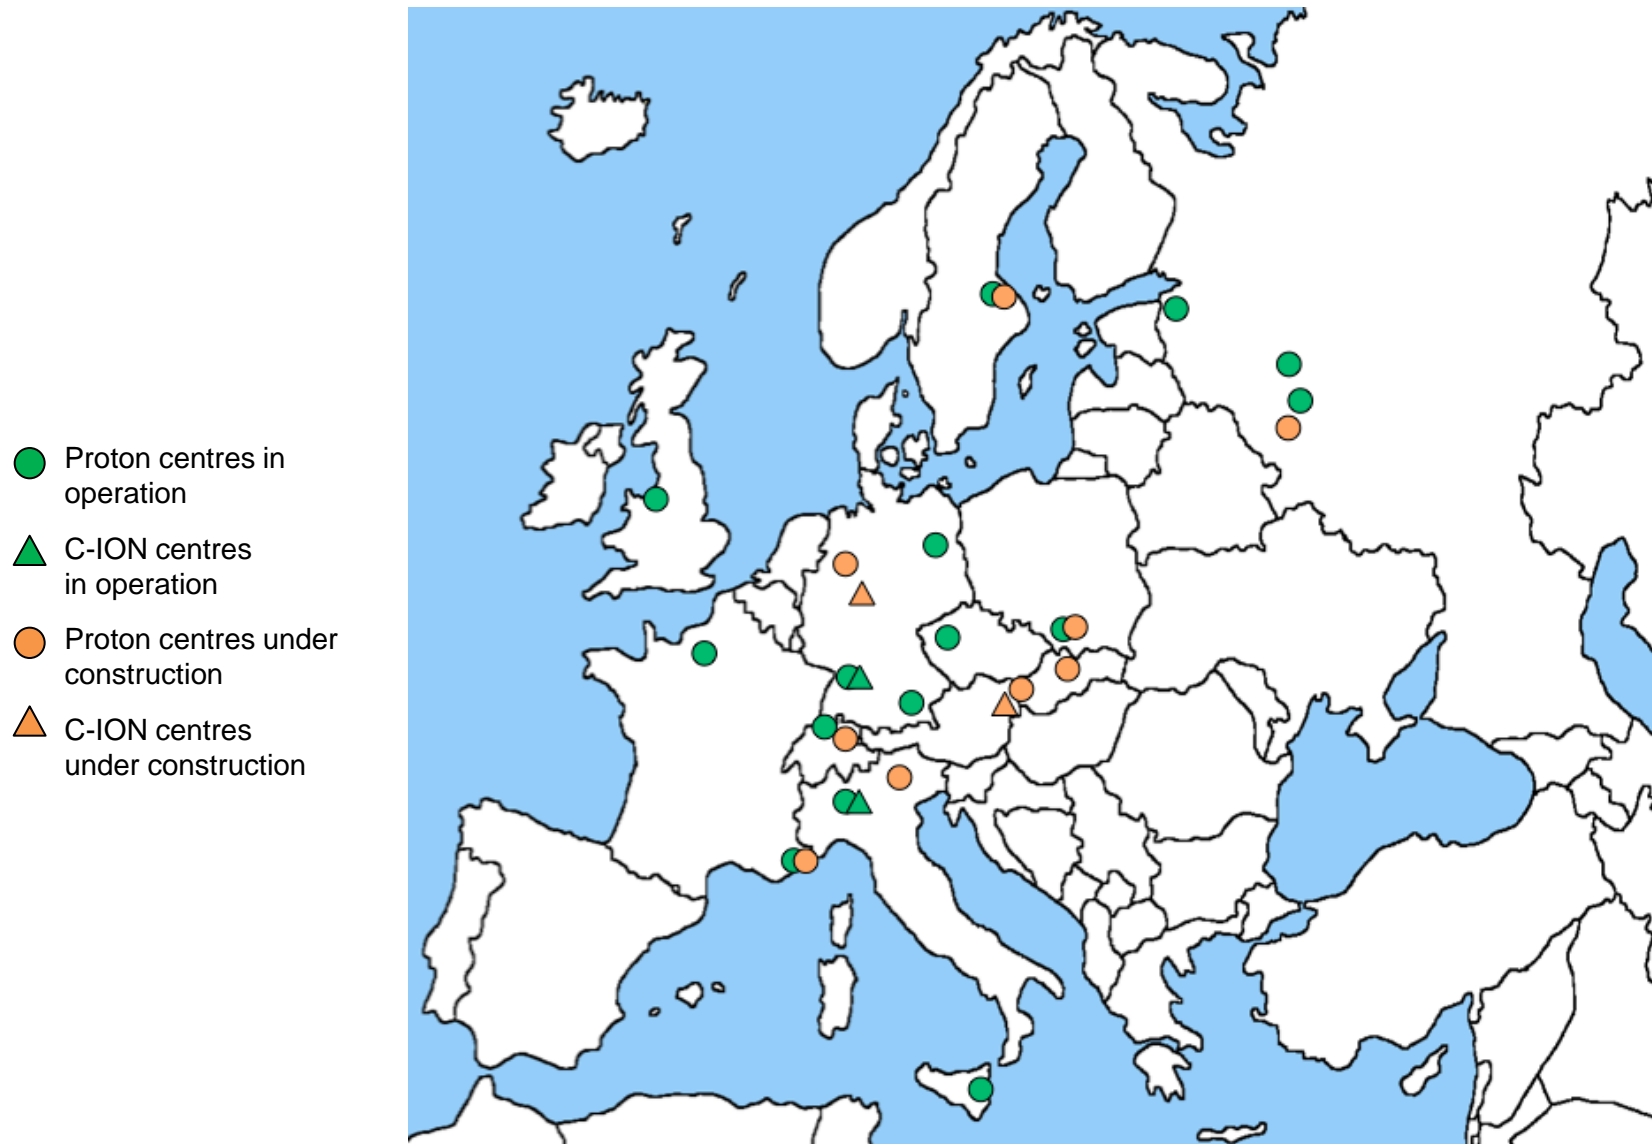 Proton centres in
operation
C-ION centres
in operation
Proton centres under
construction
C-ION centres
under construction